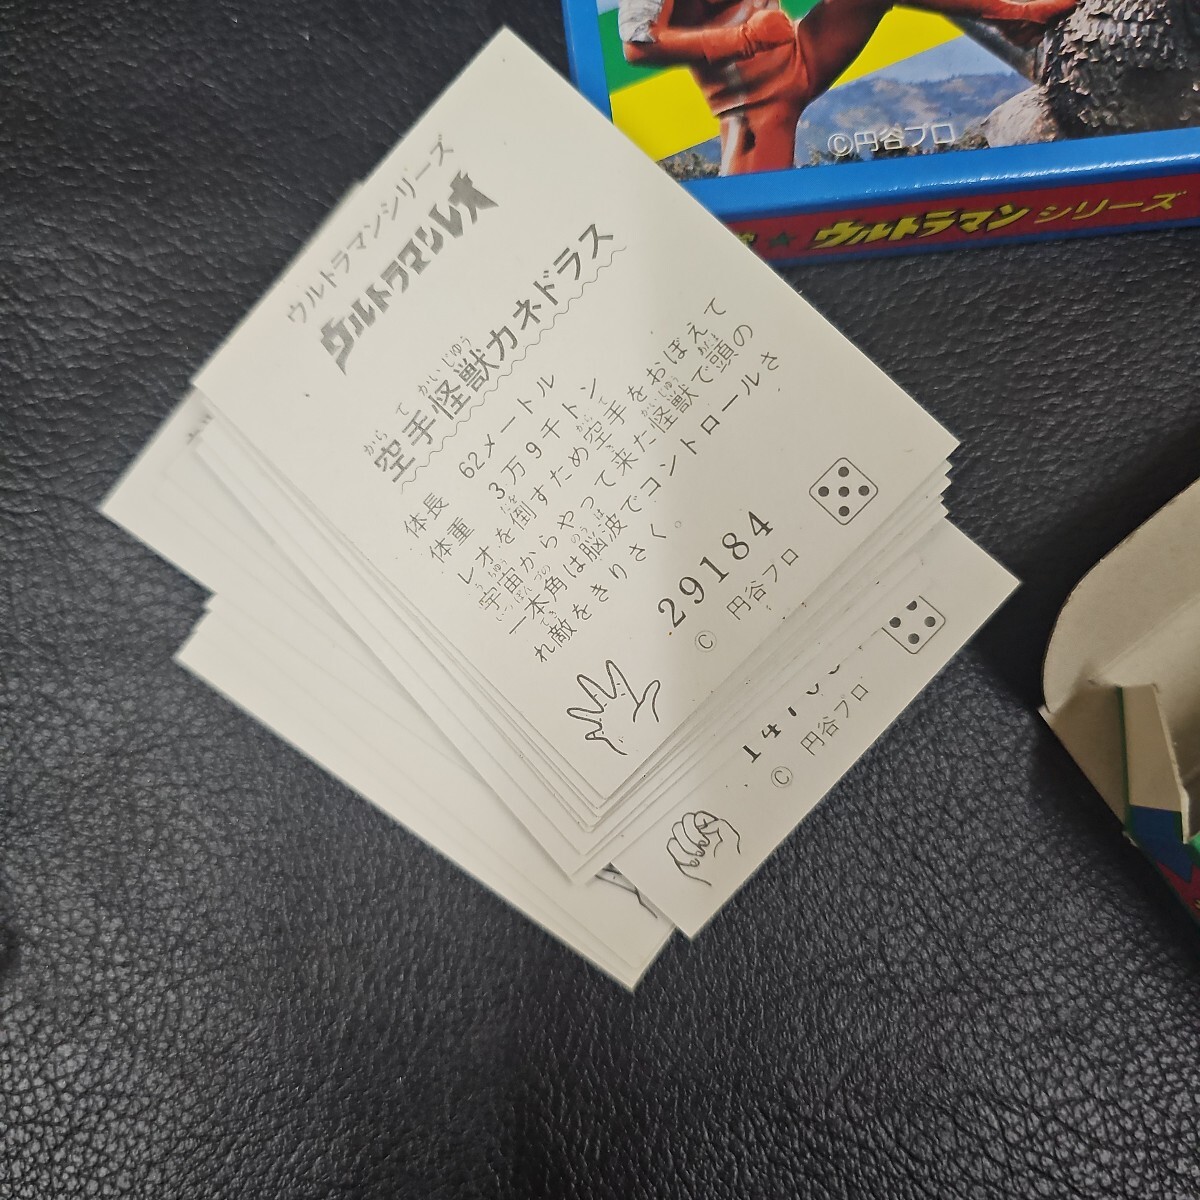 ©円谷プロ
★ウルトラマンシリーズ
ウルトラマンシリーズ
ウルトラマンレオ
空手怪獣カネドラス
体長 62メートル
体重 3万9千トン
レオを倒すため空手をおぼえて
宇宙からやって来た怪獣で頭の
一本角は脳波でコントロールさ
れ敵をきりさく。
29184
© 円谷プロ
© 円谷プロ